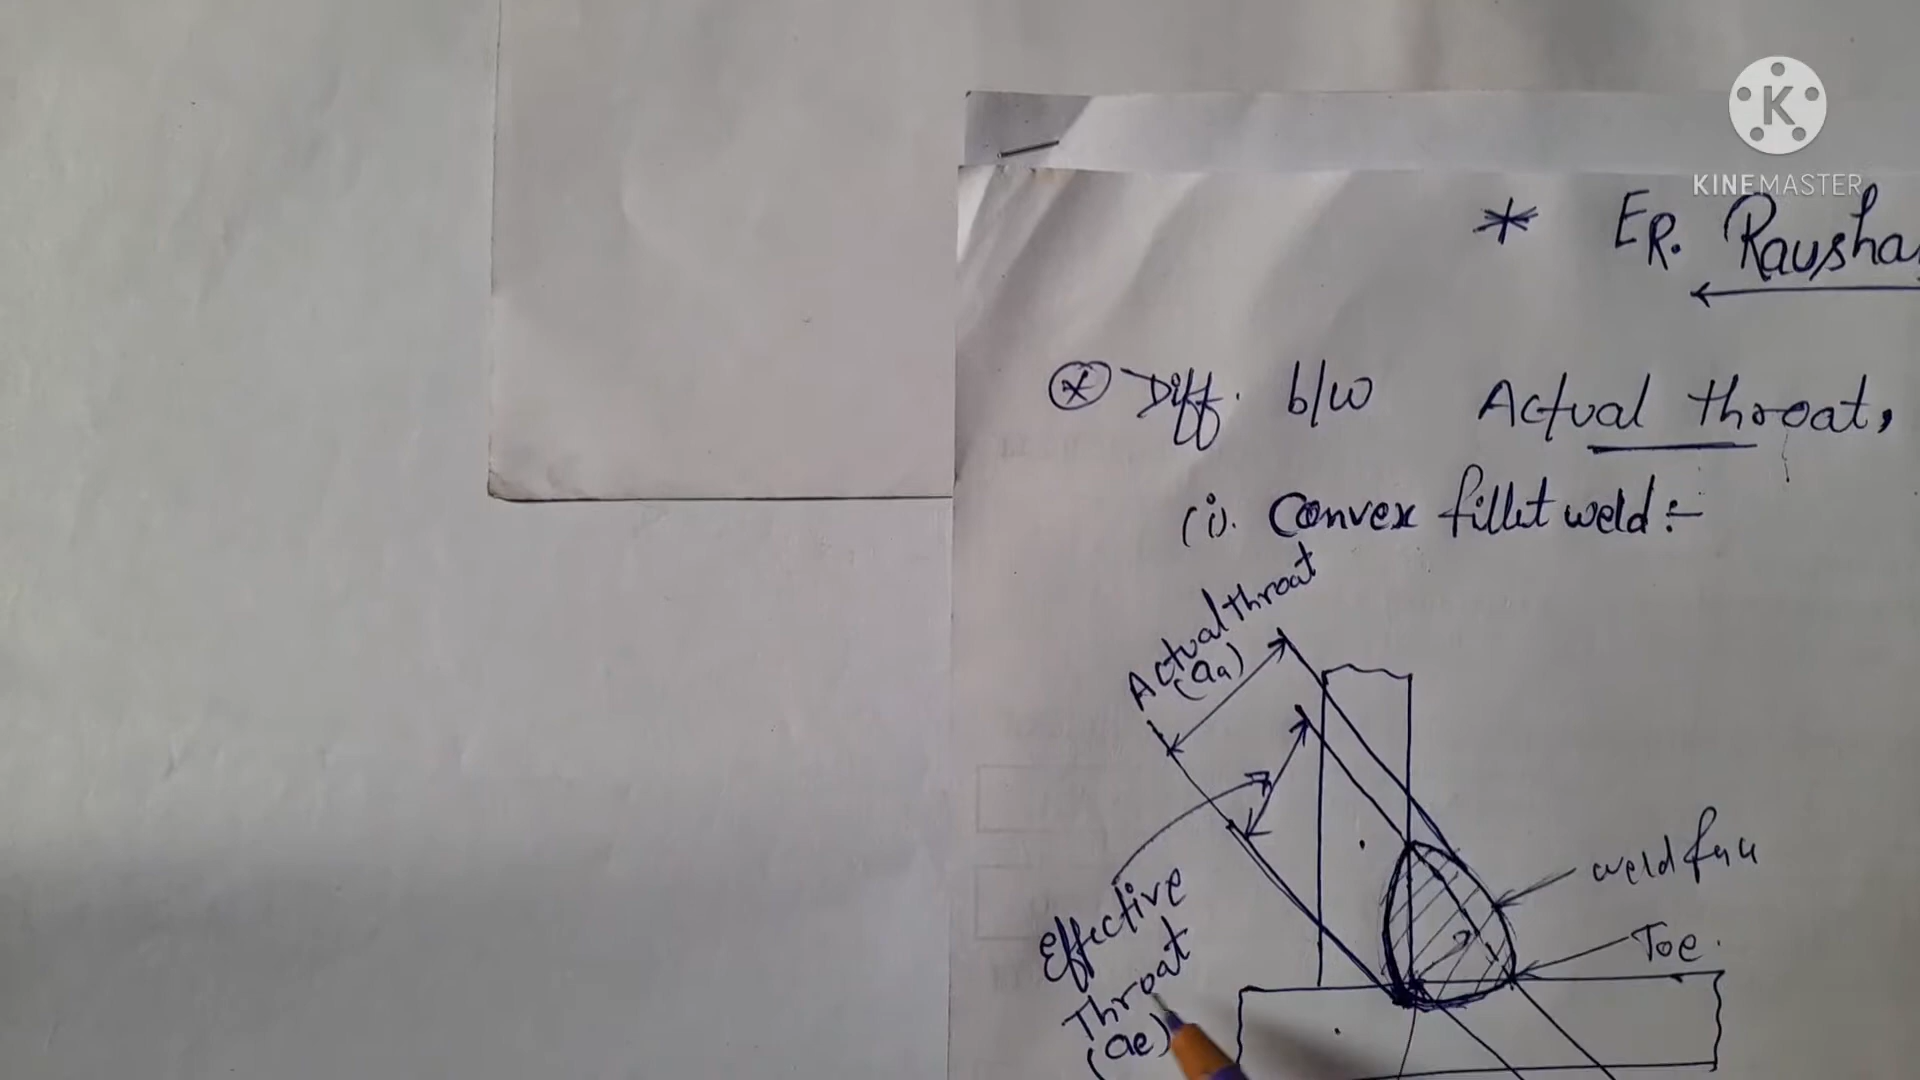 K
KINEMASTER
* ER. Rausha
* Diff. b/w Actual throat,
(i). Convex fillet weld :-
Actual throat
(aa)
weld face
Toe.
Effective
Throat
(ae)